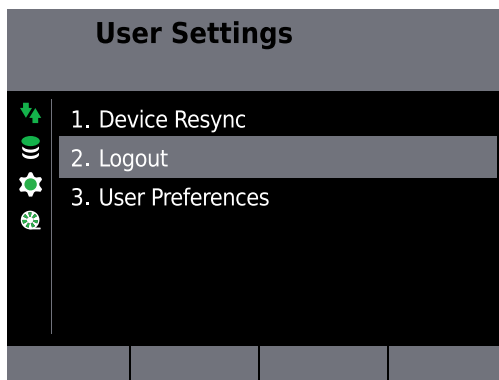 User Settings
1. Device Resync
2. Logout
3. User Preferences